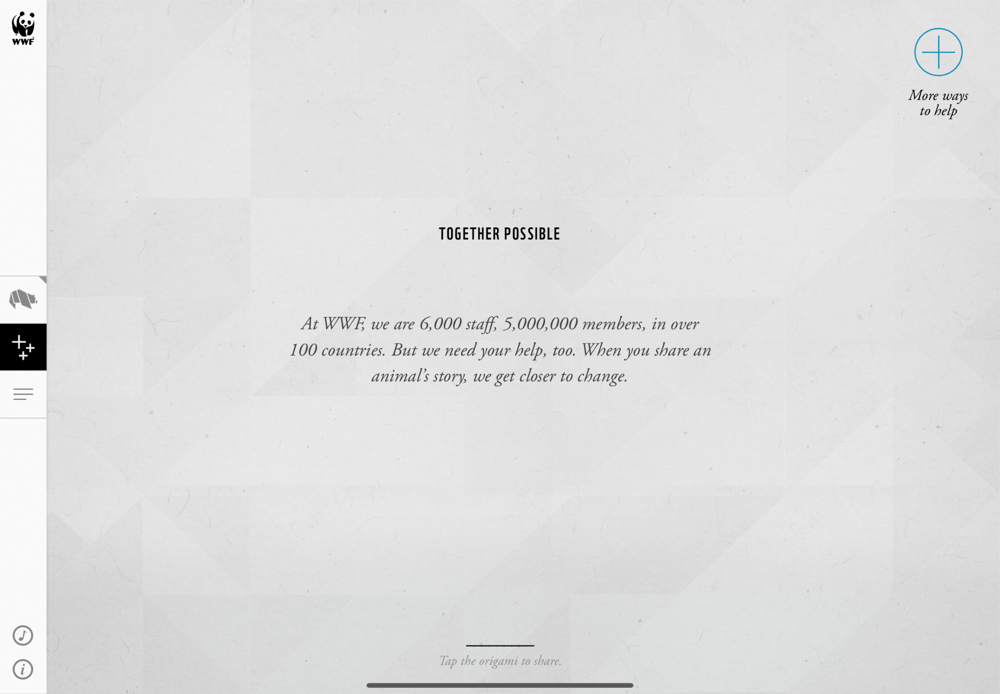 WWF
More ways
to help
TOGETHER POSSIBLE
At WWF, we are 6,000 staff, 5,000,000 members, in over
100 countries. But we need your help, too. When you share an
animal’s story, we get closer to change.
Tap the origami to share.